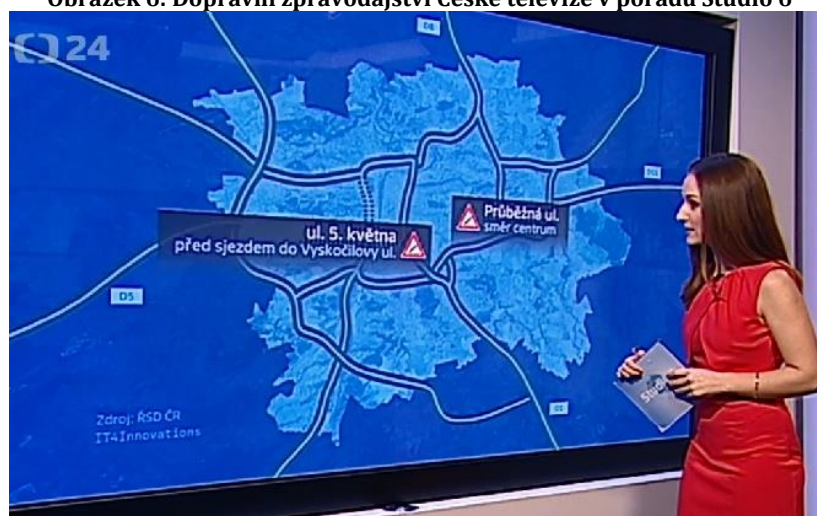 Obrázek 6: Dopravní zpravodajství České televize v pořadu Studio 6
24
D8
D11
Průběžná ul.
směr centrum
ul. 5. května
před sjezdem do Vyskočilovy ul.
D5
D1
Zdroj: ŘSD ČR
IT4Innovations
Studio